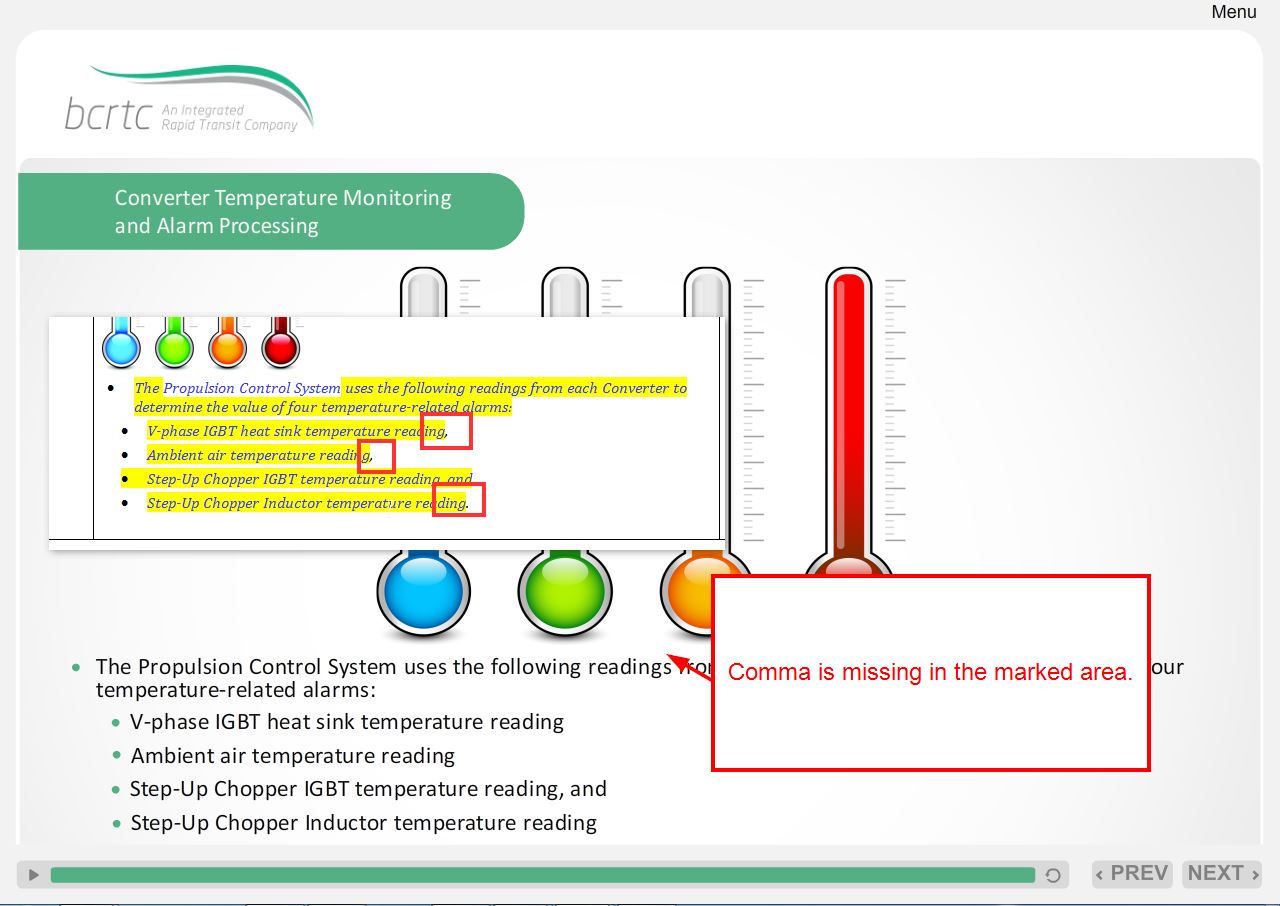 Menu
bcrtc An Integrated
Rapid Transit Company
Converter Temperature Monitoring
and Alarm Processing
• The Propulsion Control System uses the following readings from each Converter to
determine the value of four temperature-related alarms:
• V-phase IGBT heat sink temperature reading,
• Ambient air temperature reading,
• Step-Up Chopper IGBT temperature reading, and
• Step-Up Chopper Inductor temperature reading.
Comma is missing in the marked area.
• The Propulsion Control System uses the following readings our
temperature-related alarms:
• V-phase IGBT heat sink temperature reading
• Ambient air temperature reading
• Step-Up Chopper IGBT temperature reading, and
• Step-Up Chopper Inductor temperature reading
‹ PREV
NEXT ›